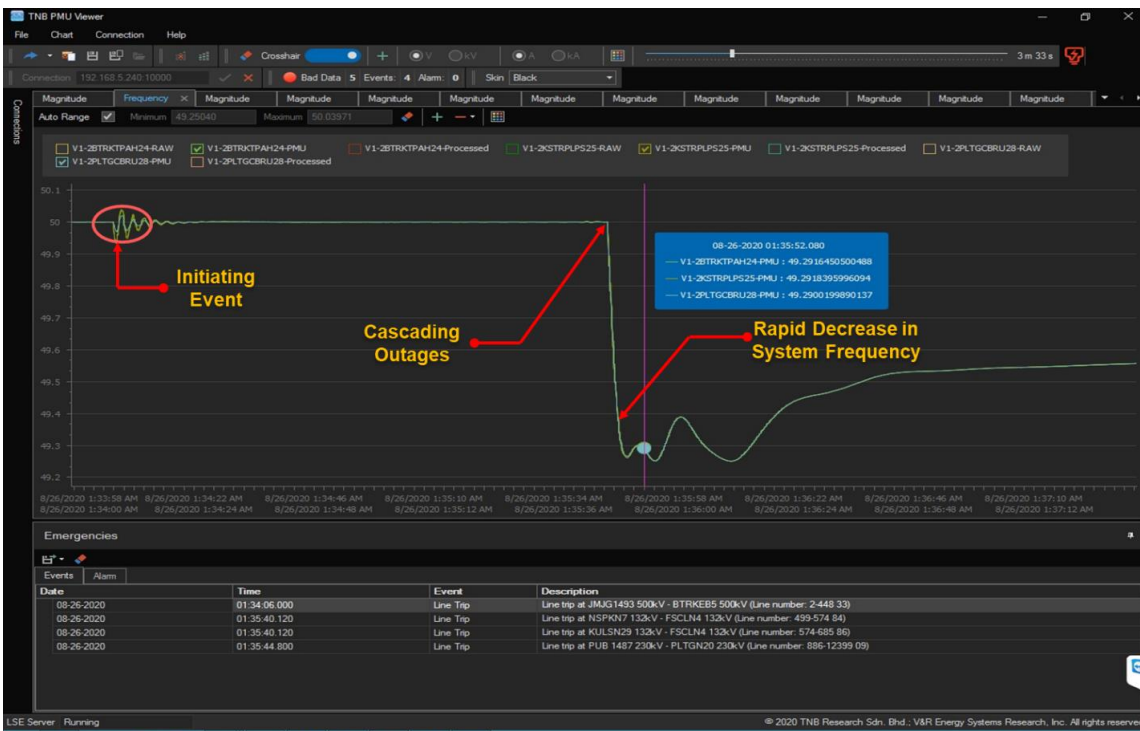 TNB PMU Viewer
File Chart Connection Help
Crosshair V kV A kA 3 m 33 s
Connection 192.168.5.240:10000 Bad Data 5 Events: 4 Alarm: 0 Skin Black
Connections
Magnitude Frequency Magnitude Magnitude Magnitude Magnitude Magnitude Magnitude Magnitude Magnitude Magnitude Magnitude Magnitude
Auto Range Minimum 49.25040 Maximum 50.03971
V1-2BTRKTPAH24-RAW V1-2BTRKTPAH24-PMU V1-2BTRKTPAH24-Processed V1-2KSTRPLPS25-RAW V1-2KSTRPLPS25-PMU V1-2KSTRPLPS25-Processed V1-2PLTGCBRU28-RAW
V1-2PLTGCBRU28-PMU V1-2PLTGCBRU28-Processed
50.1
50
49.9
49.8
49.7
49.6
49.5
49.4
49.3
49.2
Initiating
Event
Cascading
Outages
08-26-2020 01:35:52.080
V1-2BTRKTPAH24-PMU : 49.2916450500488
V1-2KSTRPLPS25-PMU : 49.2918395996094
V1-2PLTGCBRU28-PMU : 49.2900199890137
Rapid Decrease in
System Frequency
8/26/2020 1:33:58 AM 8/26/2020 1:34:22 AM 8/26/2020 1:34:46 AM 8/26/2020 1:35:10 AM 8/26/2020 1:35:34 AM 8/26/2020 1:35:58 AM 8/26/2020 1:36:22 AM 8/26/2020 1:36:46 AM 8/26/2020 1:37:10 AM
8/26/2020 1:34:00 AM 8/26/2020 1:34:24 AM 8/26/2020 1:34:48 AM 8/26/2020 1:35:12 AM 8/26/2020 1:35:36 AM 8/26/2020 1:36:00 AM 8/26/2020 1:36:24 AM 8/26/2020 1:36:48 AM 8/26/2020 1:37:12 AM
Emergencies
Events Alarm
Date Time Event Description
08-26-2020 01:34:06.000 Line Trip Line trip at JMJG1493 500kV - BTRKEB5 500kV (Line number: 2-448 33)
08-26-2020 01:35:40.120 Line Trip Line trip at NSPKN7 132kV - FSCLN4 132kV (Line number: 499-574 84)
08-26-2020 01:35:40.120 Line Trip Line trip at KULSN29 132kV - FSCLN4 132kV (Line number: 574-685 86)
08-26-2020 01:35:44.800 Line Trip Line trip at PUB 1487 230kV - PLTGN20 230kV (Line number: 886-12399 09)
LSE Server Running © 2020 TNB Research Sdn. Bhd.; V&R Energy Systems Research, Inc. All rights reserve